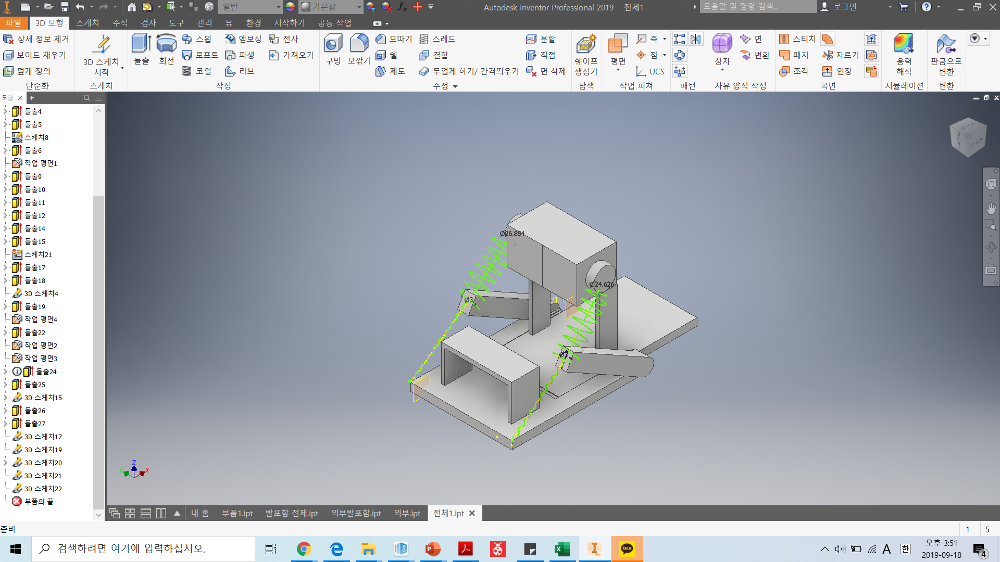 PRO
일반
기본값
fx
Autodesk Inventor Professional 2019 전체1
도움말 및 명령 검색...
로그인
파일
3D 모형
스케치
주석
검사
도구
관리
뷰
환경
시작하기
공동 작업
상세 정보 제거
보이드 채우기
덮개 정의
단순화
3D 스케치
시작
스케치
돌출
회전
스윕
로프트
코일
엠보싱
파생
리브
전사
가져오기
작성
구멍
모깎기
모따기
쉘
제도
스레드
결합
두껍게 하기/ 간격띄우기
분할
직접
면 삭제
수정
쉐이프
생성기
탐색
평면
축
점
UCS
작업 피쳐
패턴
상자
면
변환
자유 양식 작성
스티치
패치
조각
자르기
연장
곡면
응력
해석
시뮬레이션
판금으로
변환
변환
모형
돌출4
돌출5
스케치8
돌출6
작업 평면1
돌출9
돌출10
돌출11
돌출12
돌출14
돌출15
스케치21
돌출17
돌출18
3D 스케치4
돌출19
작업 평면4
돌출22
작업 평면2
작업 평면3
돌출24
돌출25
3D 스케치15
돌출26
돌출27
3D 스케치17
3D 스케치19
3D 스케치20
3D 스케치21
3D 스케치22
부품의 끝
Ø26.854
Ø24.626
Ø3
Z
Y
X
내 홈
부품1.ipt
발포함 전제.ipt
외부발포함.ipt
외부.ipt
전체1.ipt
준비
1
5
검색하려면 여기에 입력하십시오.
TALK
A
한
오후 3:51
2019-09-18
4